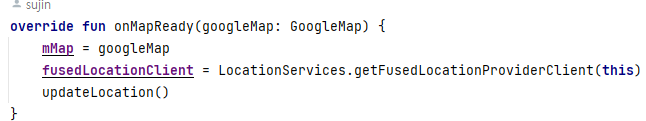 sujin
override fun onMapReady(googleMap: GoogleMap) {
    mMap = googleMap
    fusedLocationClient = LocationServices.getFusedLocationProviderClient(this)
    updateLocation()
}